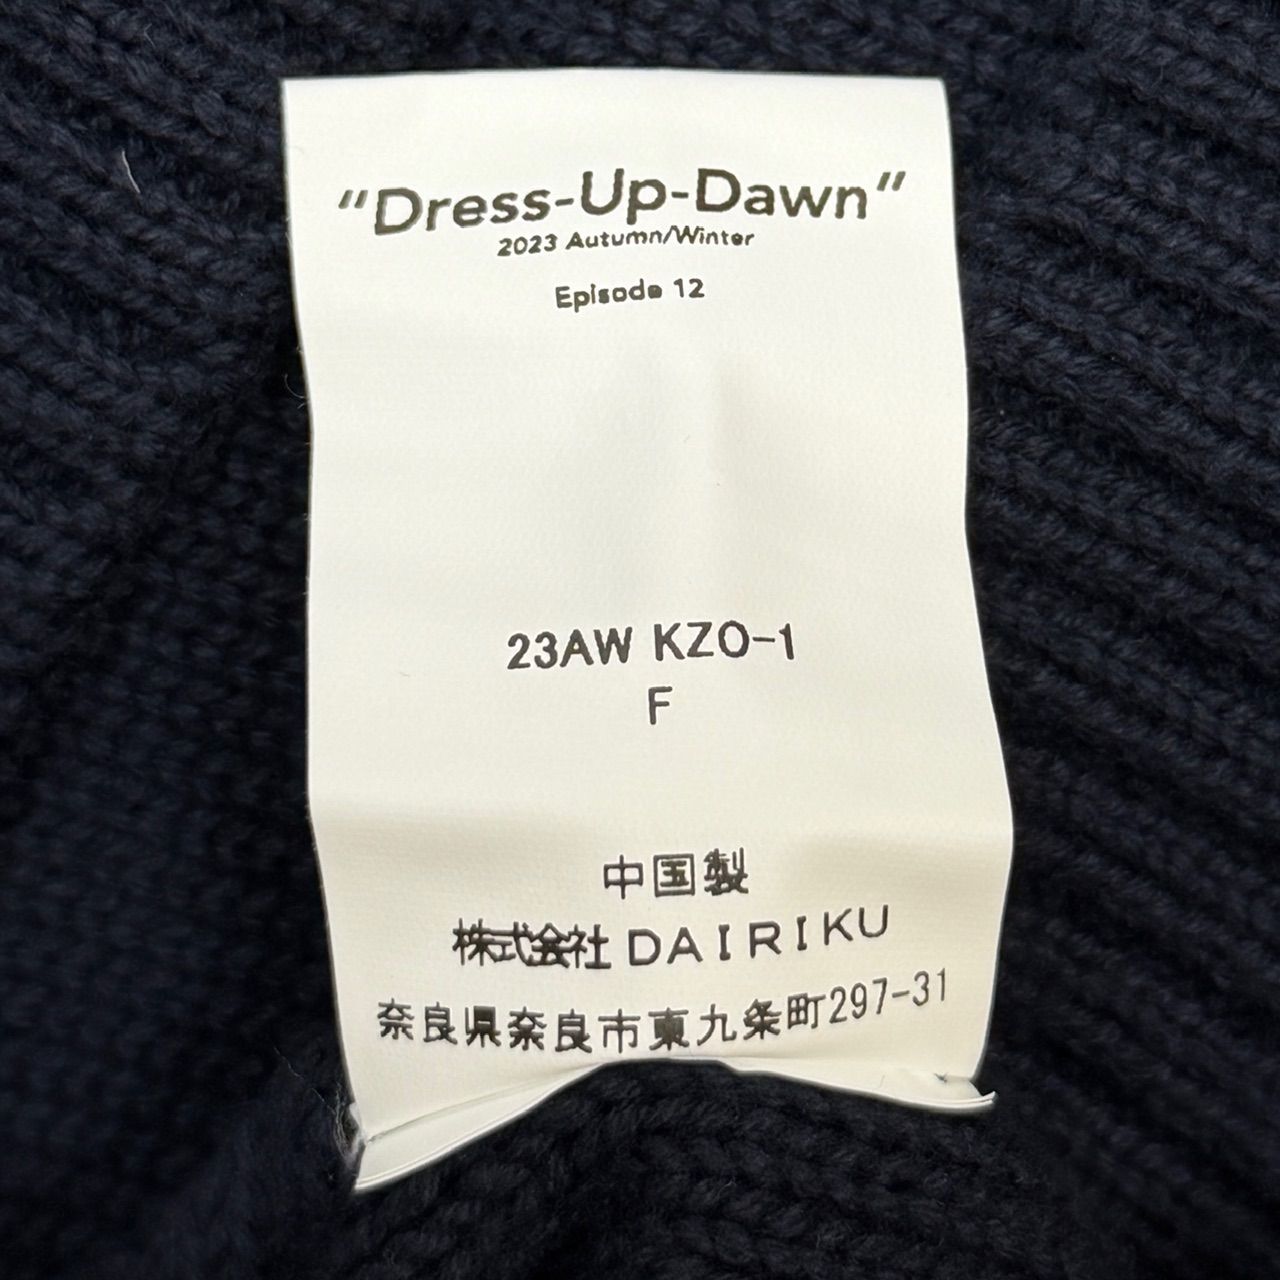 "Dress-Up-Dawn"
2023 Autumn/Winter
Episode 12
23AW KZO-1
F
中国製
株式会社 DAIRIKU
奈良県奈良市東九条町297-31